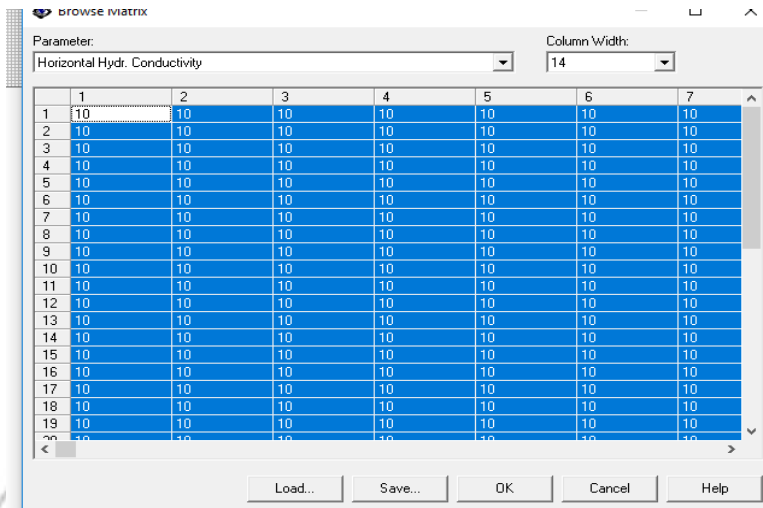 Browse Matrix
Parameter: Column Width:
Horizontal Hydr. Conductivity 14
1 2 3 4 5 6 7
1 10 10 10 10 10 10 10
2 10 10 10 10 10 10 10
3 10 10 10 10 10 10 10
4 10 10 10 10 10 10 10
5 10 10 10 10 10 10 10
6 10 10 10 10 10 10 10
7 10 10 10 10 10 10 10
8 10 10 10 10 10 10 10
9 10 10 10 10 10 10 10
10 10 10 10 10 10 10 10
11 10 10 10 10 10 10 10
12 10 10 10 10 10 10 10
13 10 10 10 10 10 10 10
14 10 10 10 10 10 10 10
15 10 10 10 10 10 10 10
16 10 10 10 10 10 10 10
17 10 10 10 10 10 10 10
18 10 10 10 10 10 10 10
19 10 10 10 10 10 10 10
20 10 10 10 10 10 10 10
Load... Save... OK Cancel Help